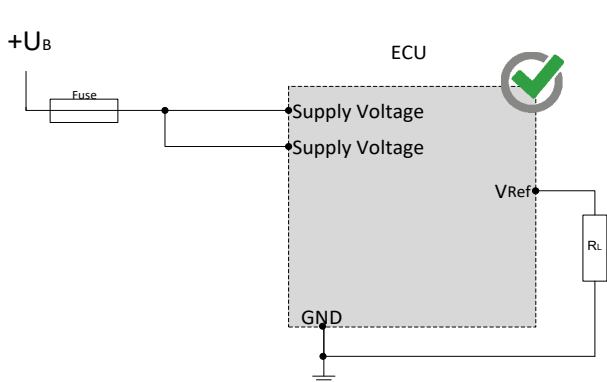 +UB
ECU
Fuse
Supply Voltage
Supply Voltage
VRef
RL
GND